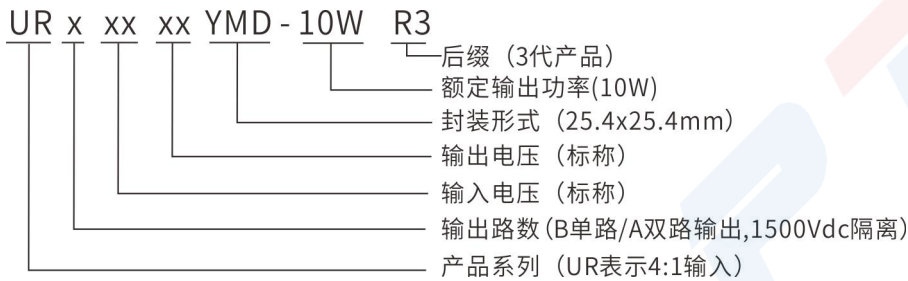 UR x xx xx YMD - 10W R3
后缀（3代产品）
额定输出功率(10W)
封装形式（25.4x25.4mm）
输出电压（标称）
输入电压（标称）
输出路数(B单路/A双路输出,1500Vdc隔离)
产品系列（UR表示4:1输入）